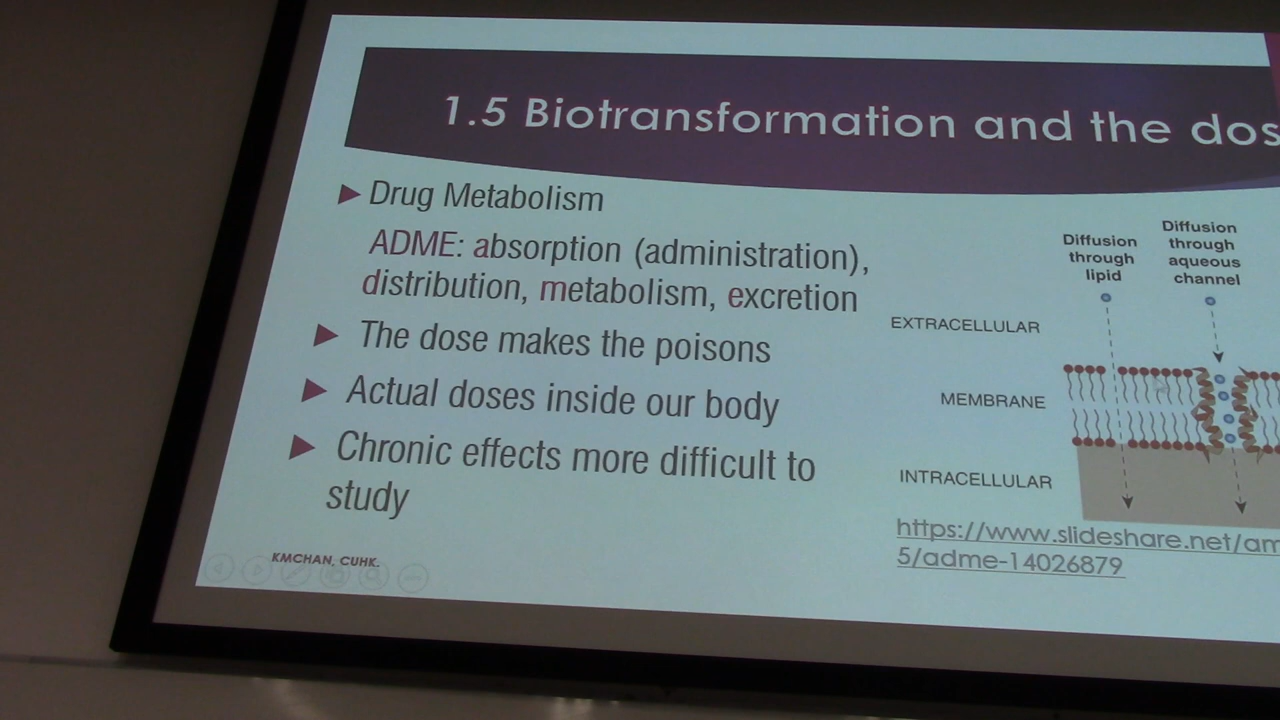 1.5 Biotransformation and the dos
Drug Metabolism
ADME: absorption (administration),
distribution, metabolism, excretion
The dose makes the poisons
Actual doses inside our body
Chronic effects more difficult to
study
Diffusion
through
lipid
Diffusion
through
aqueous
channel
EXTRACELLULAR
MEMBRANE
INTRACELLULAR
https://www.slideshare.net/am
5/adme-14026879
KMCHAN, CUHK.